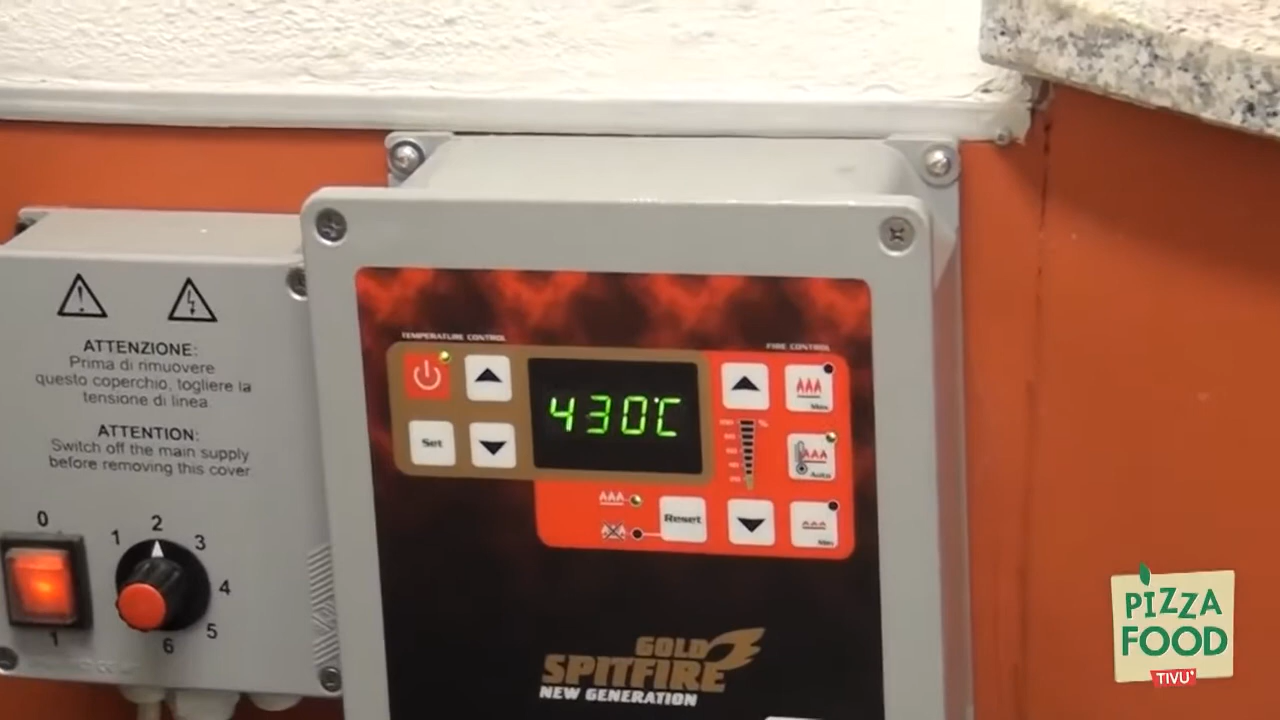 ATTENZIONE:
Prima di rimuovere
questo coperchio, togliere la
tensione di linea.
ATTENTION:
Switch off the main supply
before removing this cover.
0
1
1
2
3
4
5
6
TEMPERATURE CONTROL
FIRE CONTROL
Set
430°C
%
Max
Auto
Min
Reset
GOLD
SPITFIRE
NEW GENERATION
PIZZA
FOOD
TIVU